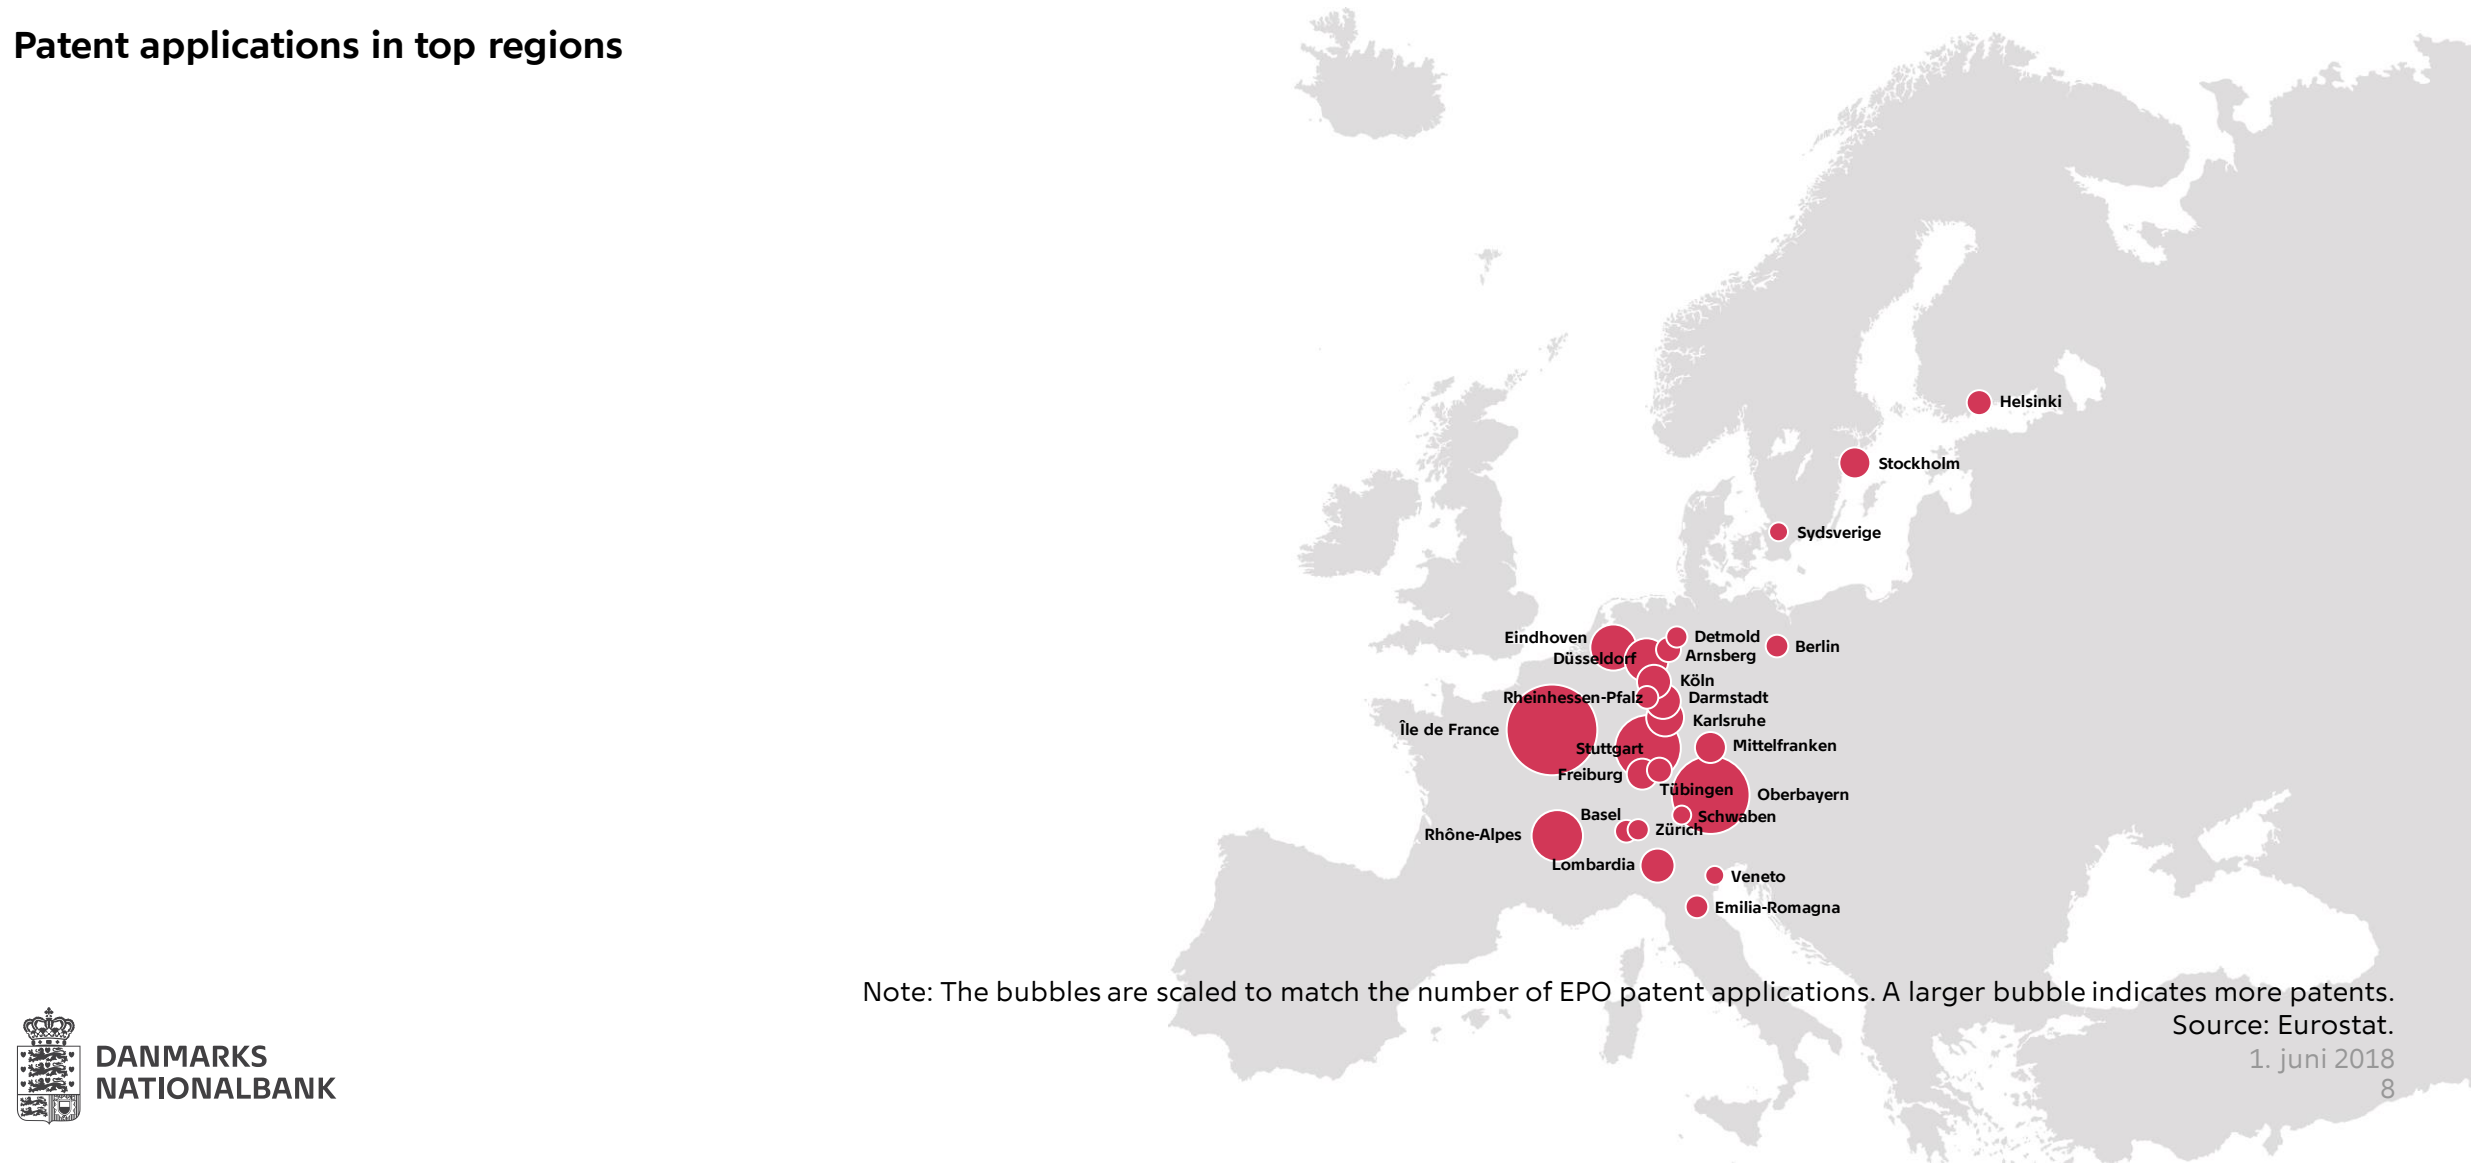 Patent applications in top regions
Helsinki
Stockholm
Sydsverige
Eindhoven
Detmold
Berlin
Düsseldorf
Arnsberg
Köln
Rheinhessen-Pfalz
Darmstadt
Karlsruhe
Île de France
Stuttgart
Mittelfranken
Freiburg
Tübingen
Oberbayern
Basel
Schwaben
Zürich
Rhône-Alpes
Lombardia
Veneto
Emilia-Romagna
Note: The bubbles are scaled to match the number of EPO patent applications. A larger bubble indicates more patents.
Source: Eurostat.
1. juni 2018
8
DANMARKS
NATIONALBANK